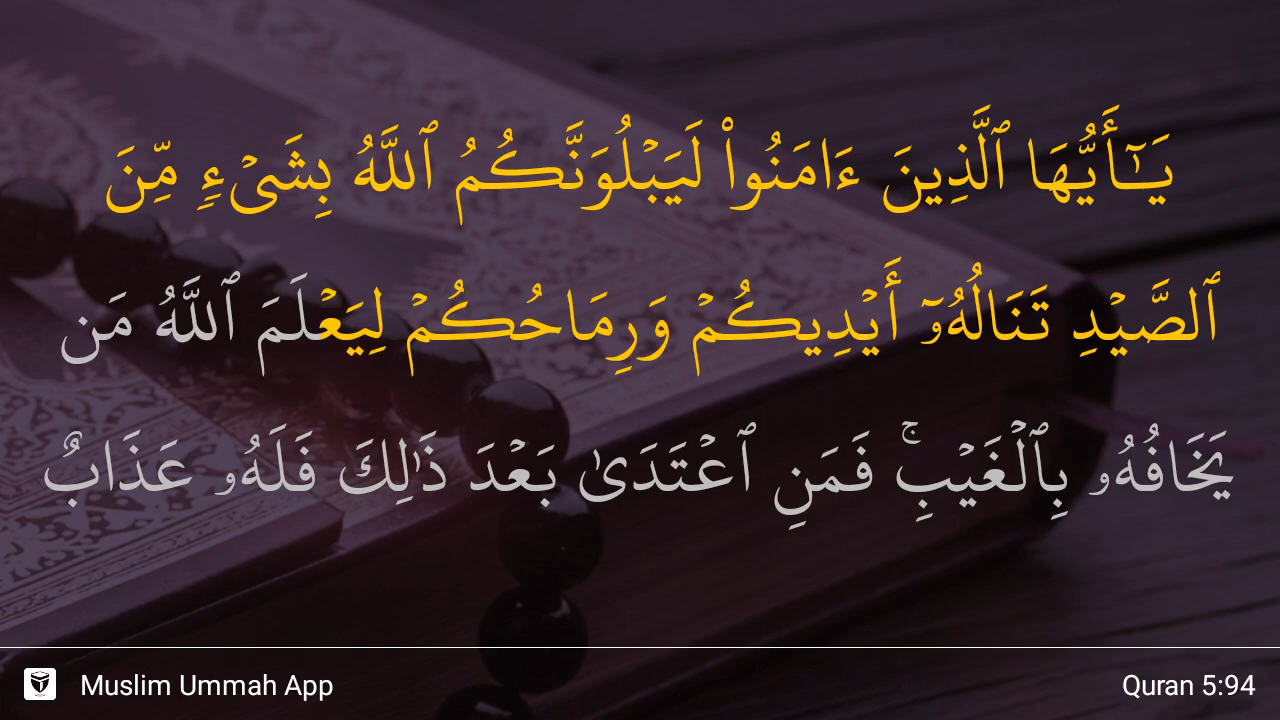 يَـٰٓأَيُّهَا ٱلَّذِينَ ءَامَنُوا۟ لَيَبْلُوَنَّكُمُ ٱللَّهُ بِشَىْءٍ مِّنَ
ٱلصَّيْدِ تَنَالُهُۥٓ أَيْدِيكُمْ وَرِمَاحُكُمْ لِيَعْلَمَ ٱللَّهُ مَن
يَخَافُهُۥ بِٱلْغَيْبِ ۚ فَمَنِ ٱعْتَدَىٰ بَعْدَ ذَٰلِكَ فَلَهُۥ عَذَابٌ
Muslim Ummah App
Quran 5:94